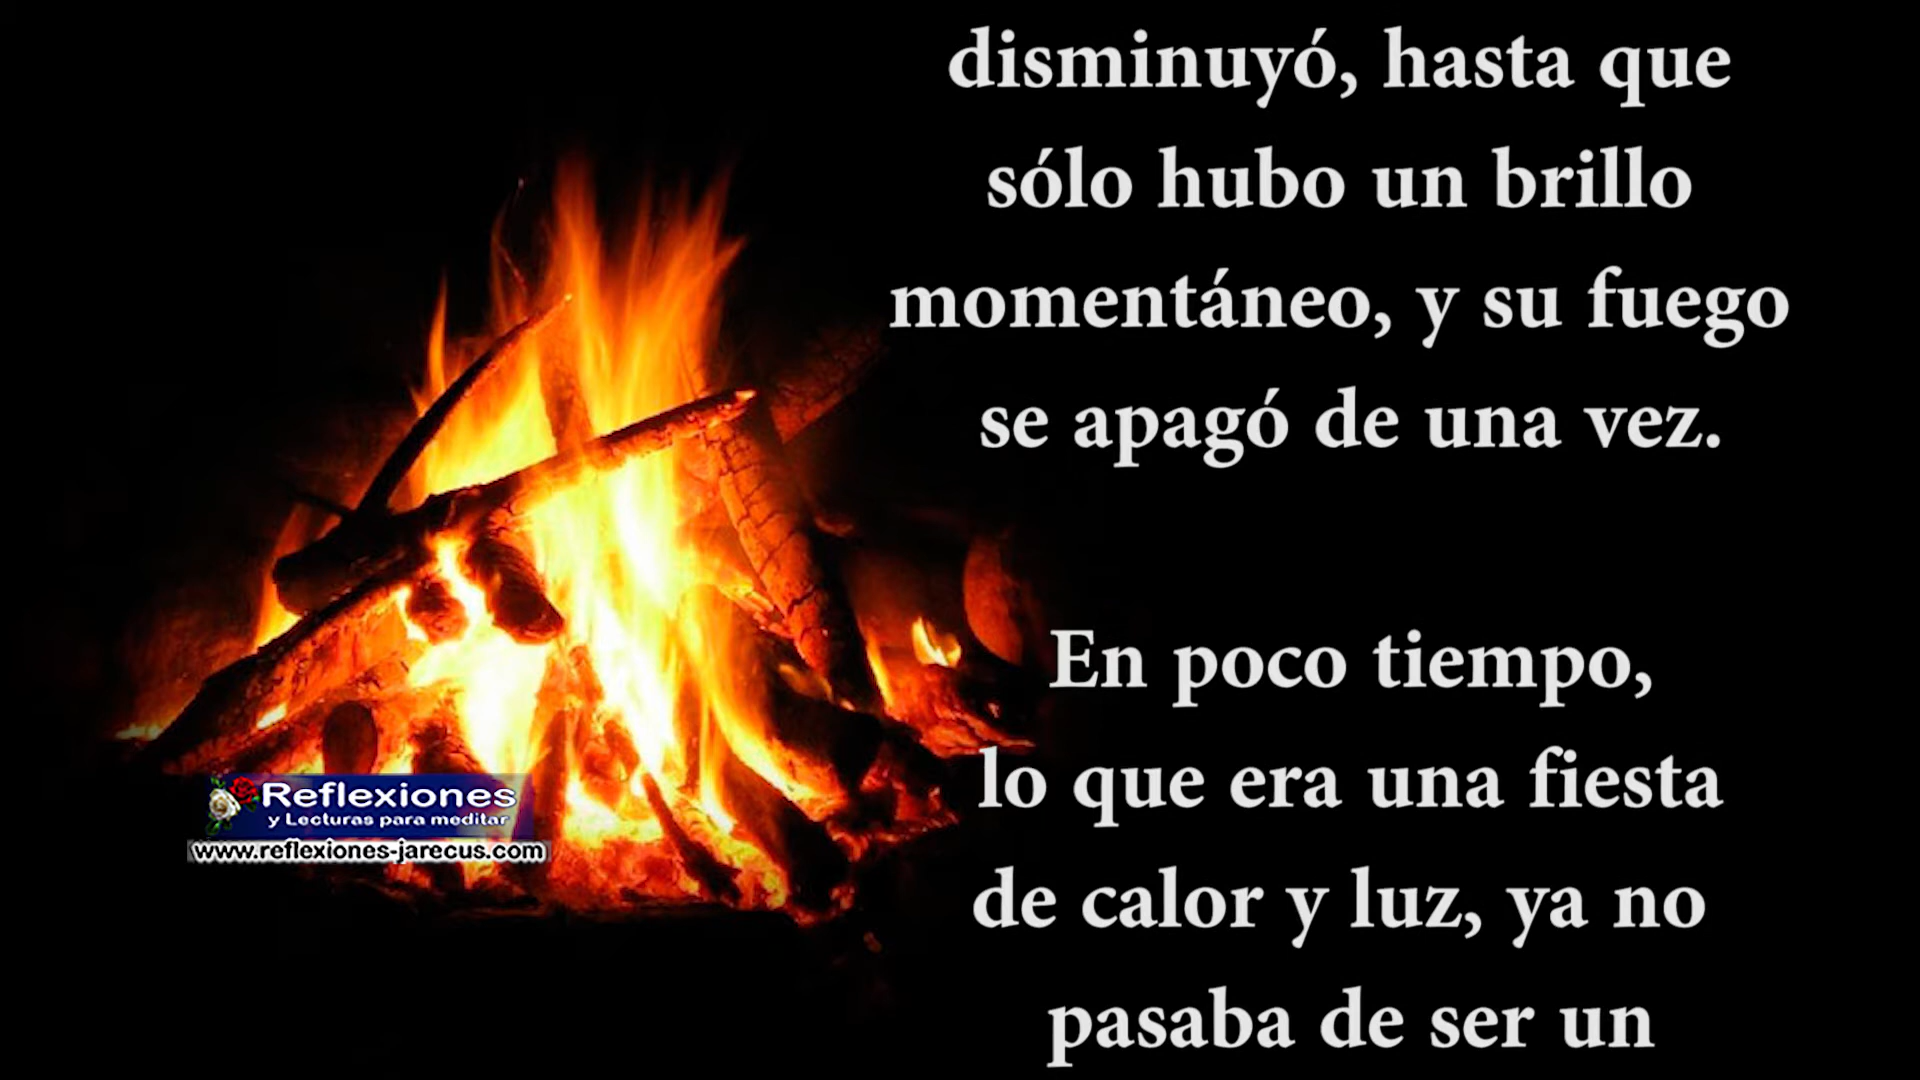 disminuyó, hasta que
sólo hubo un brillo
momentáneo, y su fuego
se apagó de una vez.
En poco tiempo,
lo que era una fiesta
de calor y luz, ya no
pasaba de ser un
Reflexiones
y Lecturas para meditar
www.reflexiones-jarecus.com